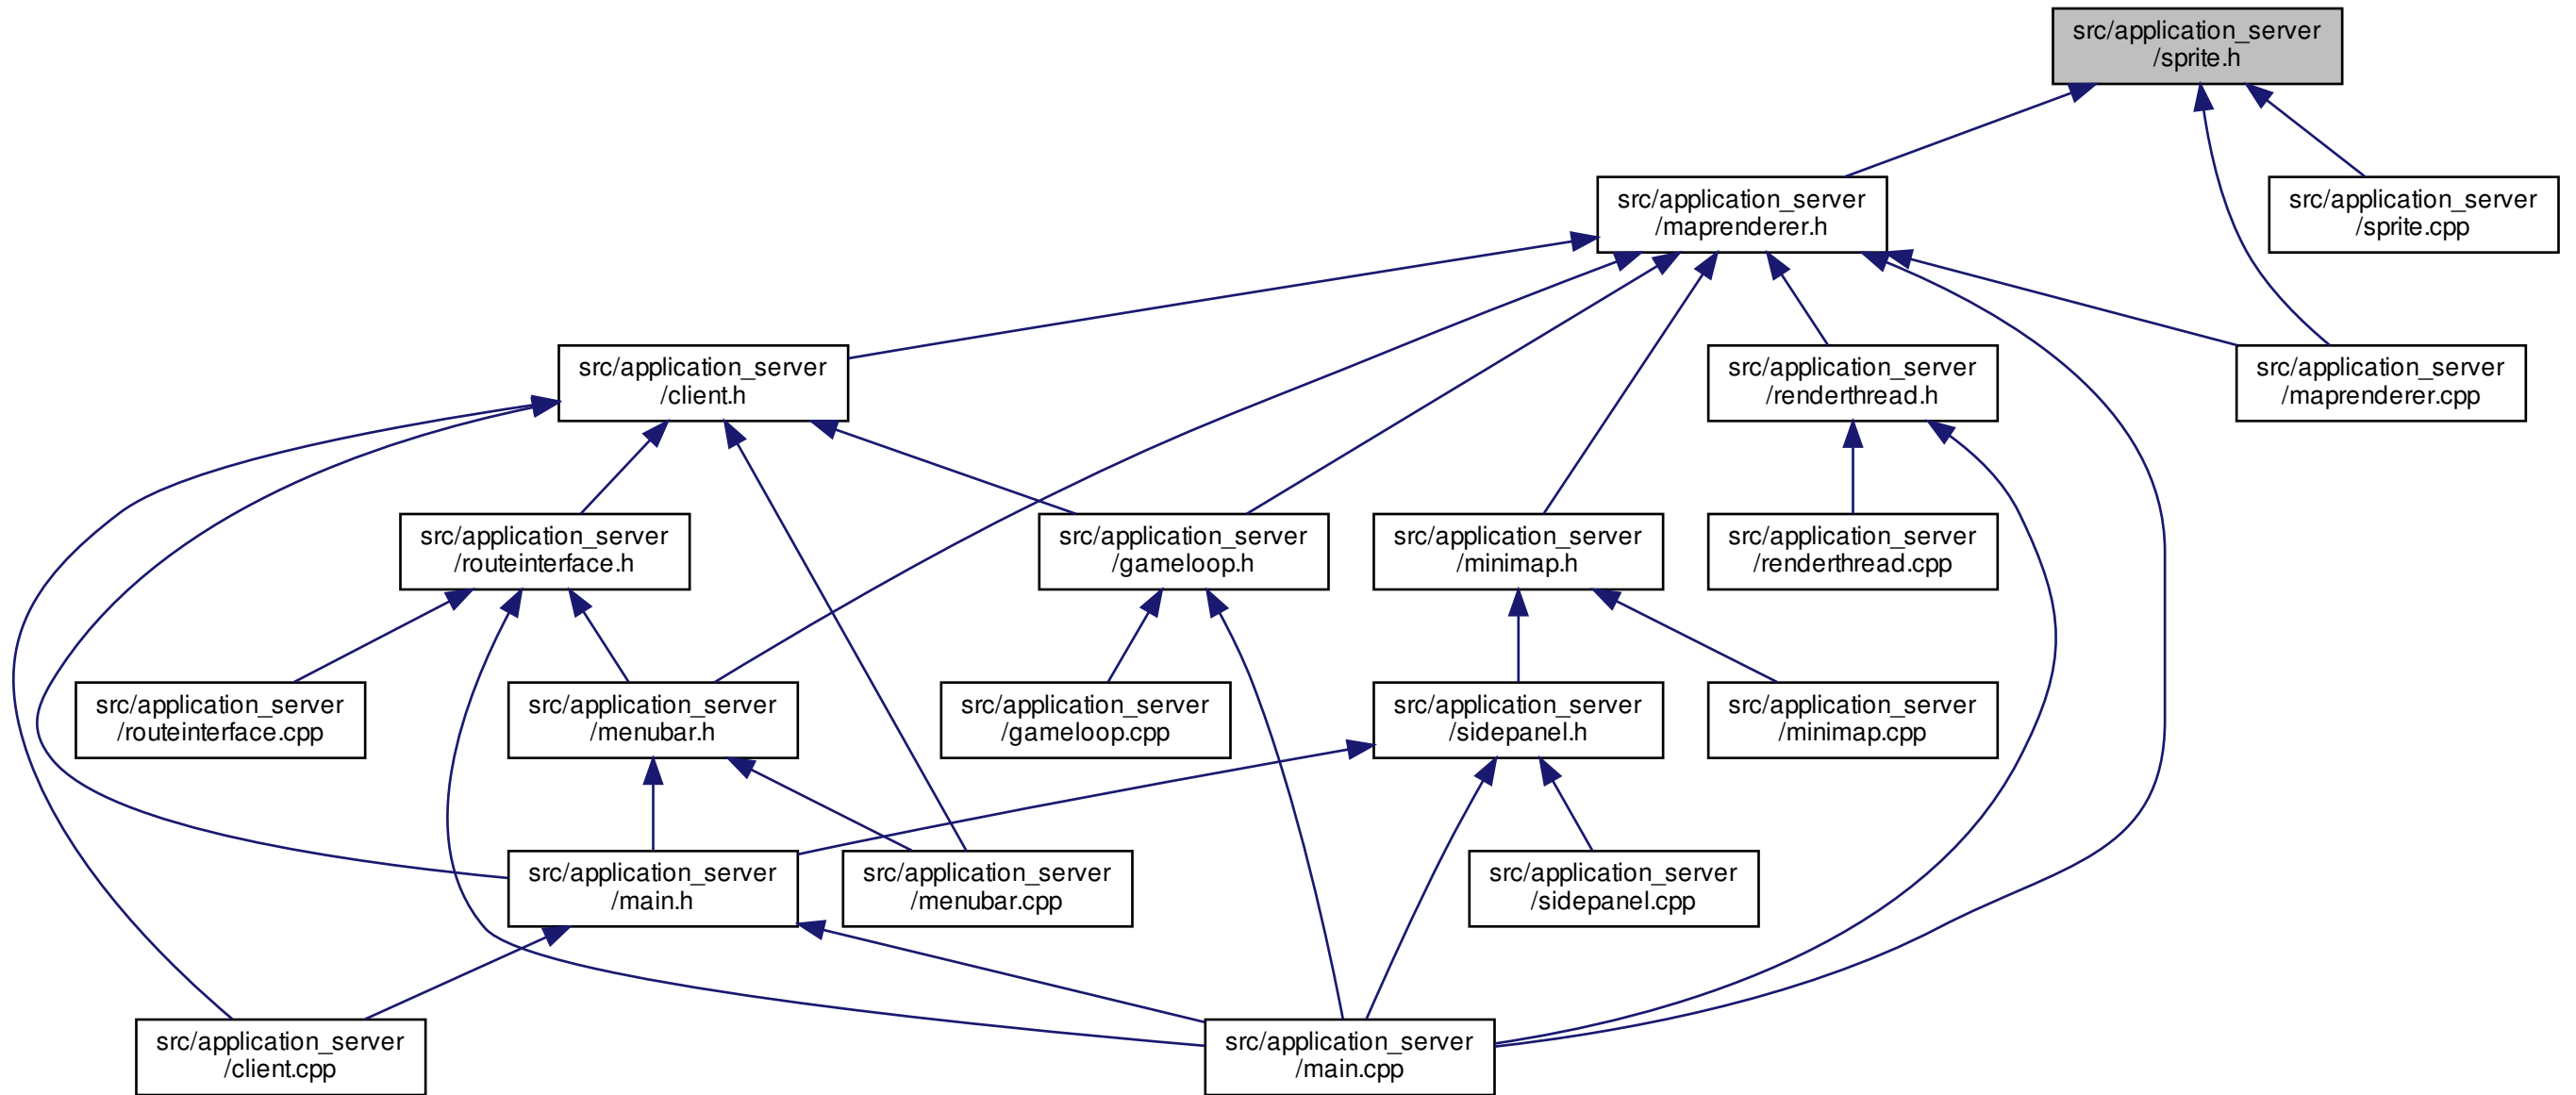 src/application_server
/sprite.h
src/application_server
/maprenderer.h
src/application_server
/sprite.cpp
src/application_server
/client.h
src/application_server
/renderthread.h
src/application_server
/maprenderer.cpp
src/application_server
/routeinterface.h
src/application_server
/gameloop.h
src/application_server
/minimap.h
src/application_server
/renderthread.cpp
src/application_server
/routeinterface.cpp
src/application_server
/menubar.h
src/application_server
/gameloop.cpp
src/application_server
/sidepanel.h
src/application_server
/minimap.cpp
src/application_server
/main.h
src/application_server
/menubar.cpp
src/application_server
/sidepanel.cpp
src/application_server
/client.cpp
src/application_server
/main.cpp